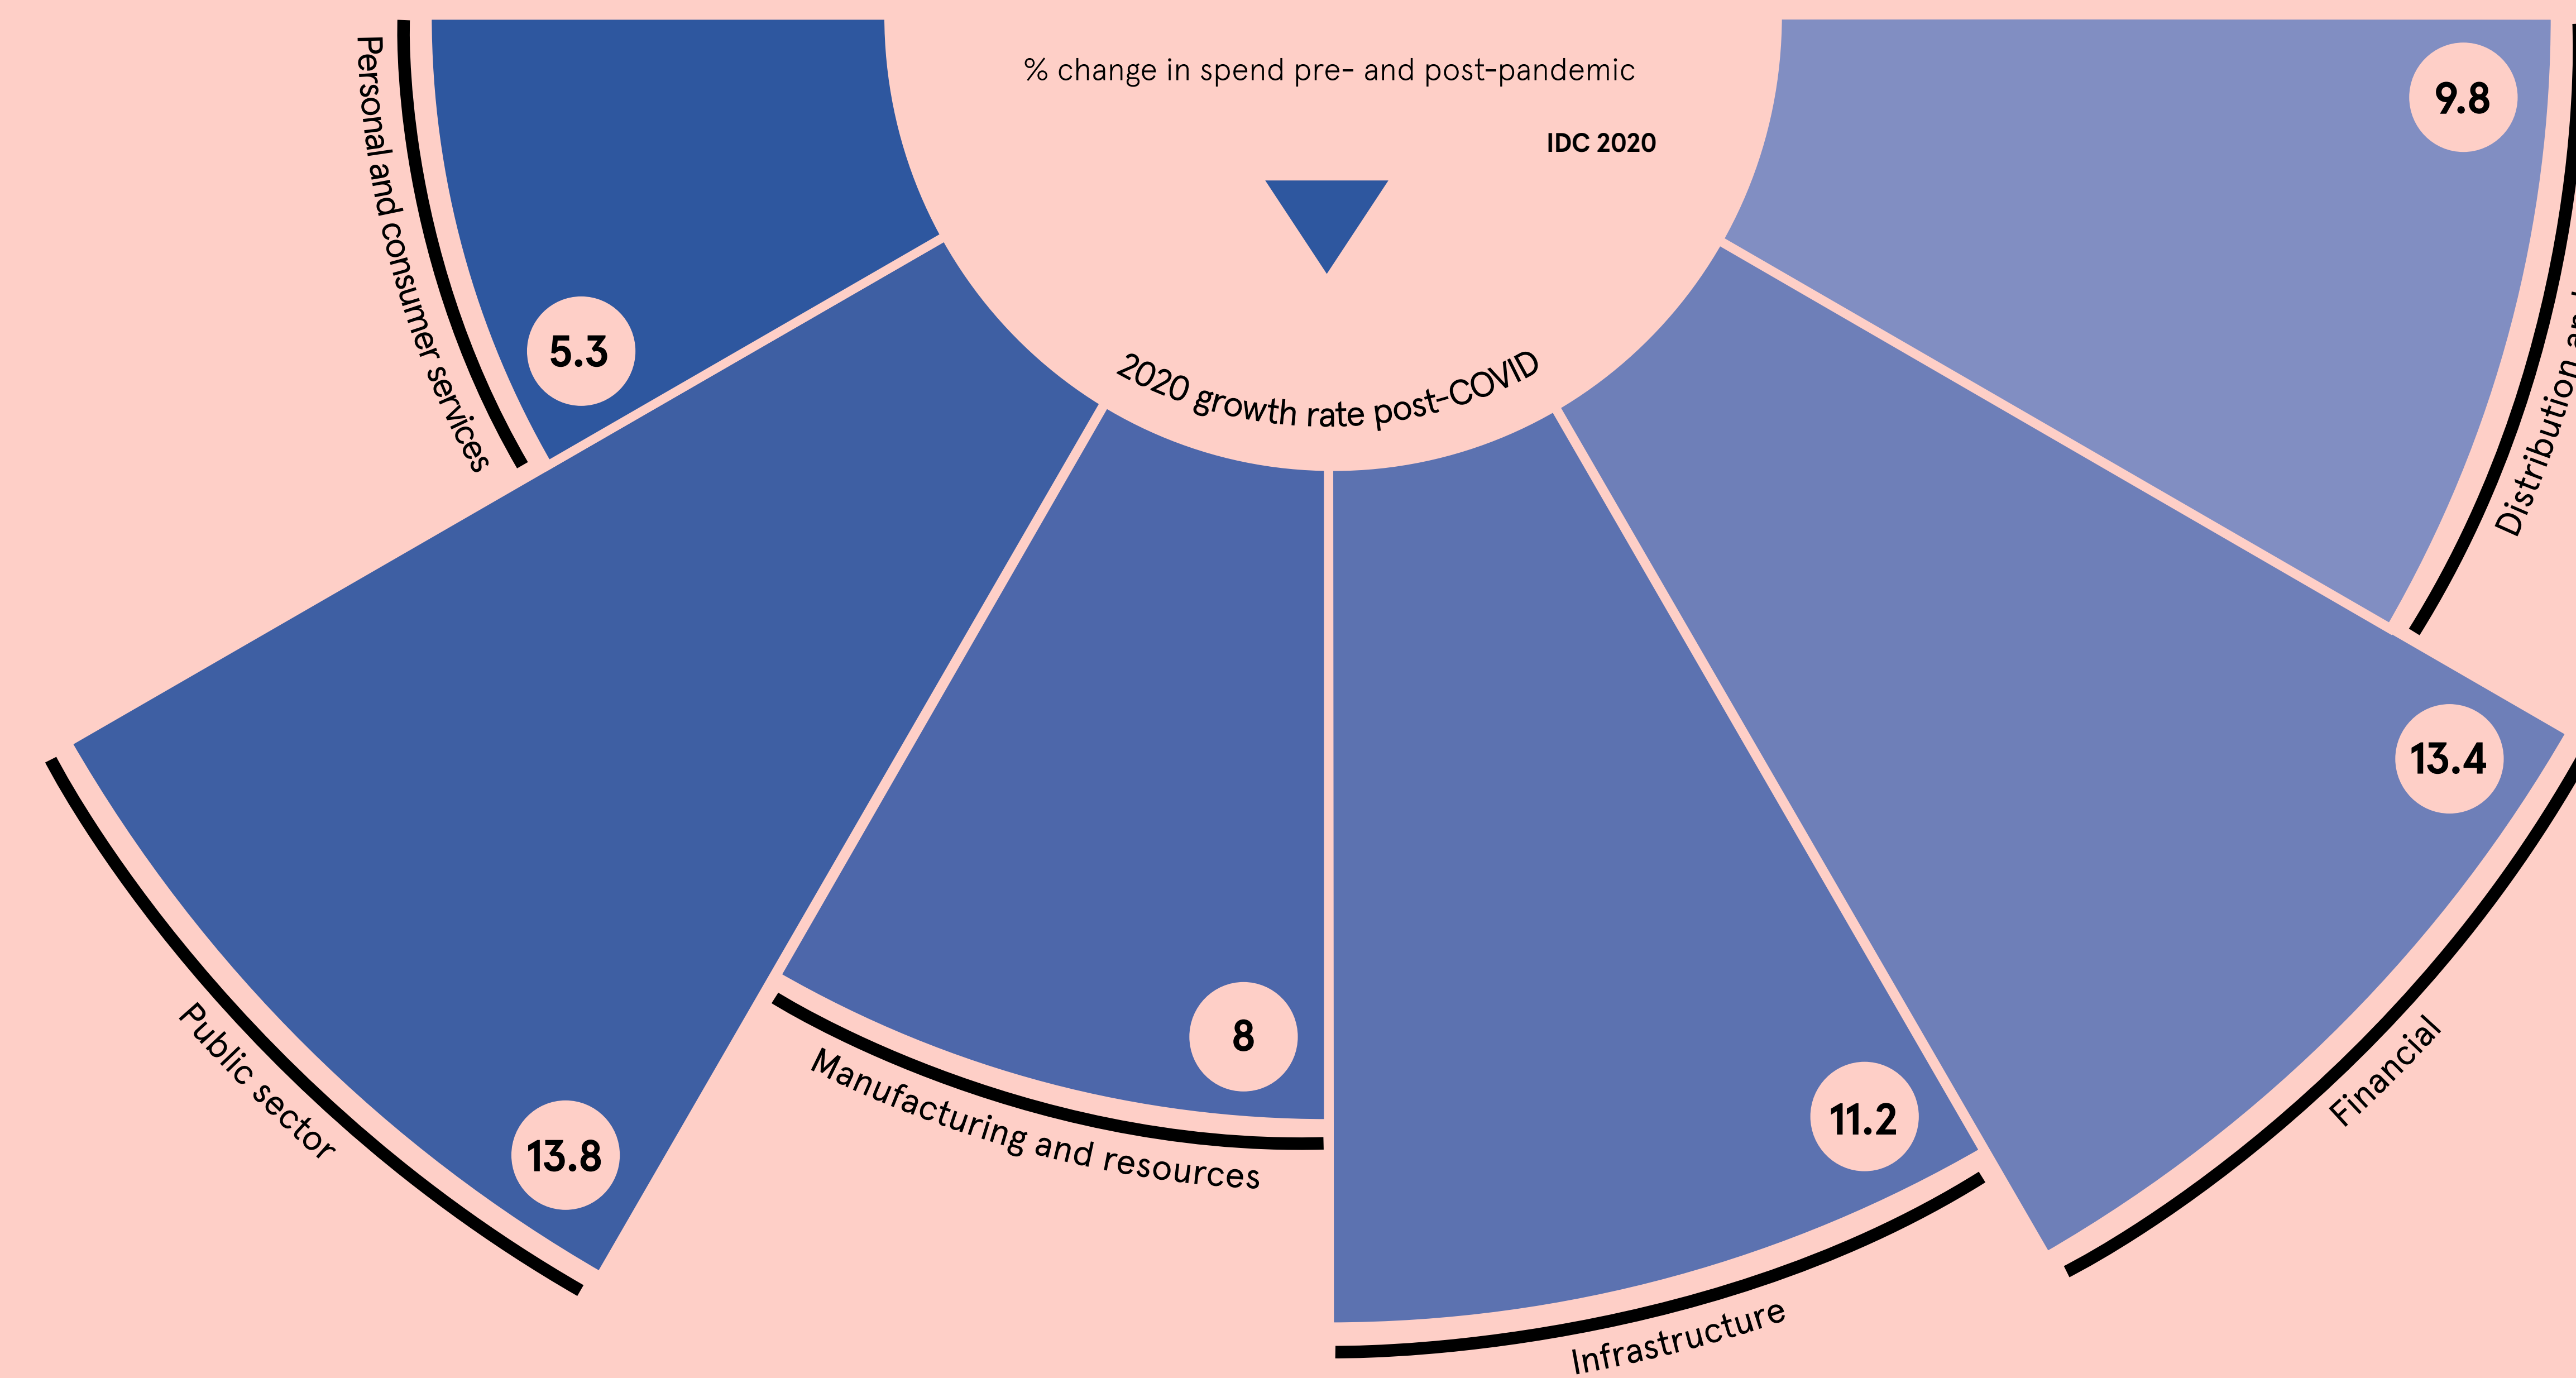 % change in spend pre- and post-pandemic
IDC 2020
2020 growth rate post-COVID
Personal and consumer services
5.3
Public sector
13.8
Manufacturing and resources
8
Infrastructure
11.2
Financial
13.4
Distribution
9.8